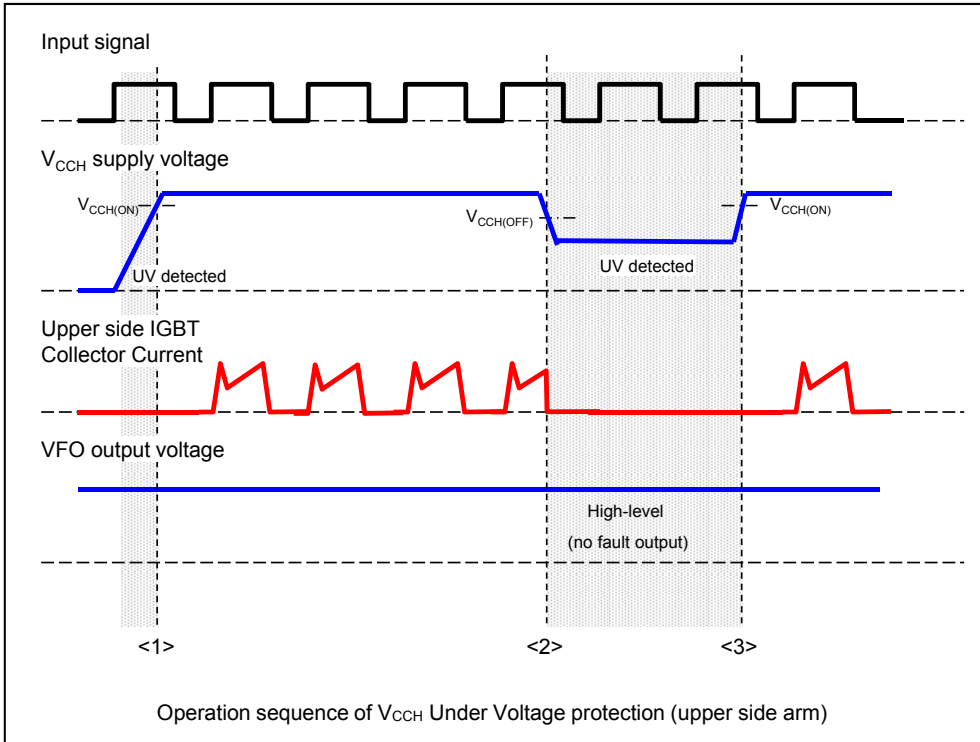 Input signal
VCCH supply voltage
VCCH(ON)
VCCH(OFF)
VCCH(ON)
UV detected
UV detected
Upper side IGBT
Collector Current
VFO output voltage
High-level
(no fault output)
<1>
<2>
<3>
Operation sequence of VCCH Under Voltage protection (upper side arm)